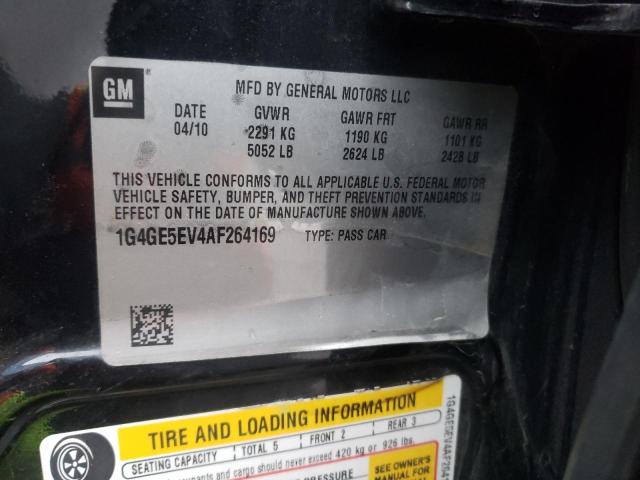 GM
MFD BY GENERAL MOTORS LLC
DATE GVWR GAWR FRT GAWR RR
04/10 2291 KG 1190 KG 1101 KG
5052 LB 2624 LB 2428 LB
THIS VEHICLE CONFORMS TO ALL APPLICABLE U.S. FEDERAL MOTOR
VEHICLE SAFETY, BUMPER, AND THEFT PREVENTION STANDARDS IN
EFFECT ON THE DATE OF MANUFACTURE SHOWN ABOVE.
1G4GE5EV4AF264169 TYPE: PASS CAR
TIRE AND LOADING INFORMATION
SEATING CAPACITY TOTAL 5 FRONT 2 REAR 3
and cargo should never exceed 420 kg or 926 lbs.
PRESSURE
SEE OWNER'S
MANUAL FOR
1G4GE5EV4AF264